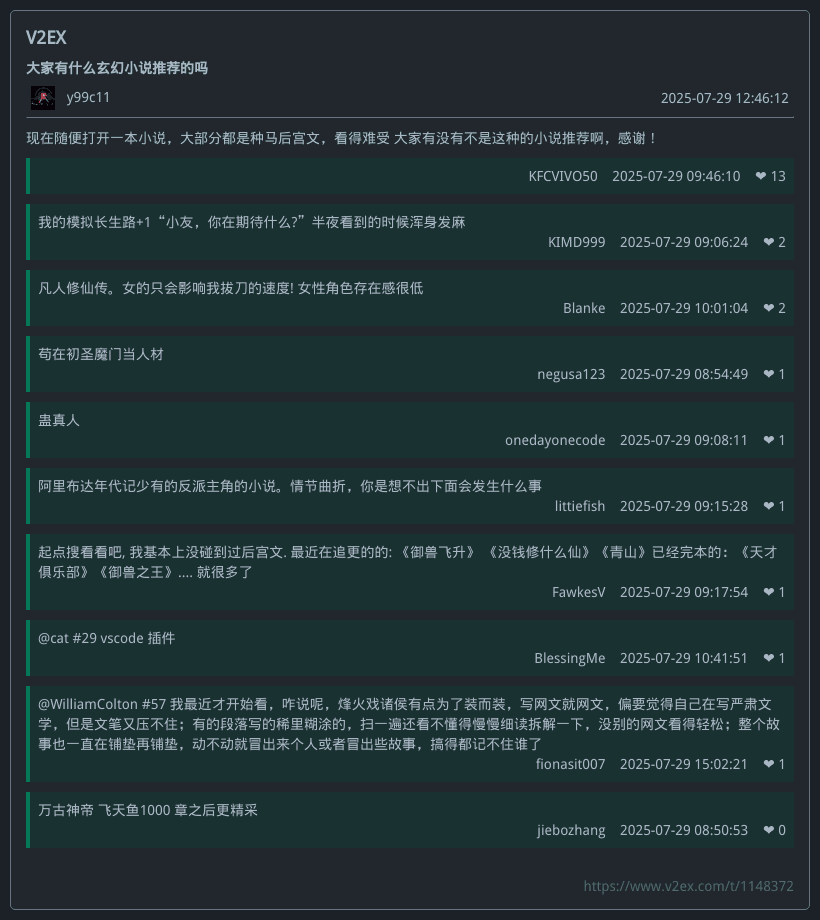 V2EX
大家有什么玄幻小说推荐的吗
y99c11
2025-07-29 12:46:12
现在随便打开一本小说，大部分都是种马后宫文，看得难受 大家有没有不是这种的小说推荐啊，感谢！
KFCVIVO50 2025-07-29 09:46:10 ❤ 13
我的模拟长生路+1“小友，你在期待什么?”半夜看到的时候浑身发麻
KIMD999 2025-07-29 09:06:24 ❤ 2
凡人修仙传。女的只会影响我拔刀的速度! 女性角色存在感很低
Blanke 2025-07-29 10:01:04 ❤ 2
苟在初圣魔门当人材
negusa123 2025-07-29 08:54:49 ❤ 1
蛊真人
onedayonecode 2025-07-29 09:08:11 ❤ 1
阿里布达年代记少有的反派主角的小说。情节曲折，你是想不出下面会发生什么事
littiefish 2025-07-29 09:15:28 ❤ 1
起点搜看看吧, 我基本上没碰到过后宫文. 最近在追更的的: 《御兽飞升》 《没钱修什么仙》《青山》已经完本的：《天才
俱乐部》《御兽之王》.... 就很多了
FawkesV 2025-07-29 09:17:54 ❤ 1
@cat #29 vscode 插件
BlessingMe 2025-07-29 10:41:51 ❤ 1
@WilliamColton #57 我最近才开始看，咋说呢，烽火戏诸侯有点为了装而装，写网文就网文，偏要觉得自己在写严肃文
学，但是文笔又压不住；有的段落写的稀里糊涂的，扫一遍还看不懂得慢慢细读拆解一下，没别的网文看得轻松；整个故
事也一直在铺垫再铺垫，动不动就冒出来个人或者冒出些故事，搞得都记不住谁了
fionasit007 2025-07-29 15:02:21 ❤ 1
万古神帝 飞天鱼1000 章之后更精采
jiebozhang 2025-07-29 08:50:53 ❤ 0
https://www.v2ex.com/t/1148372